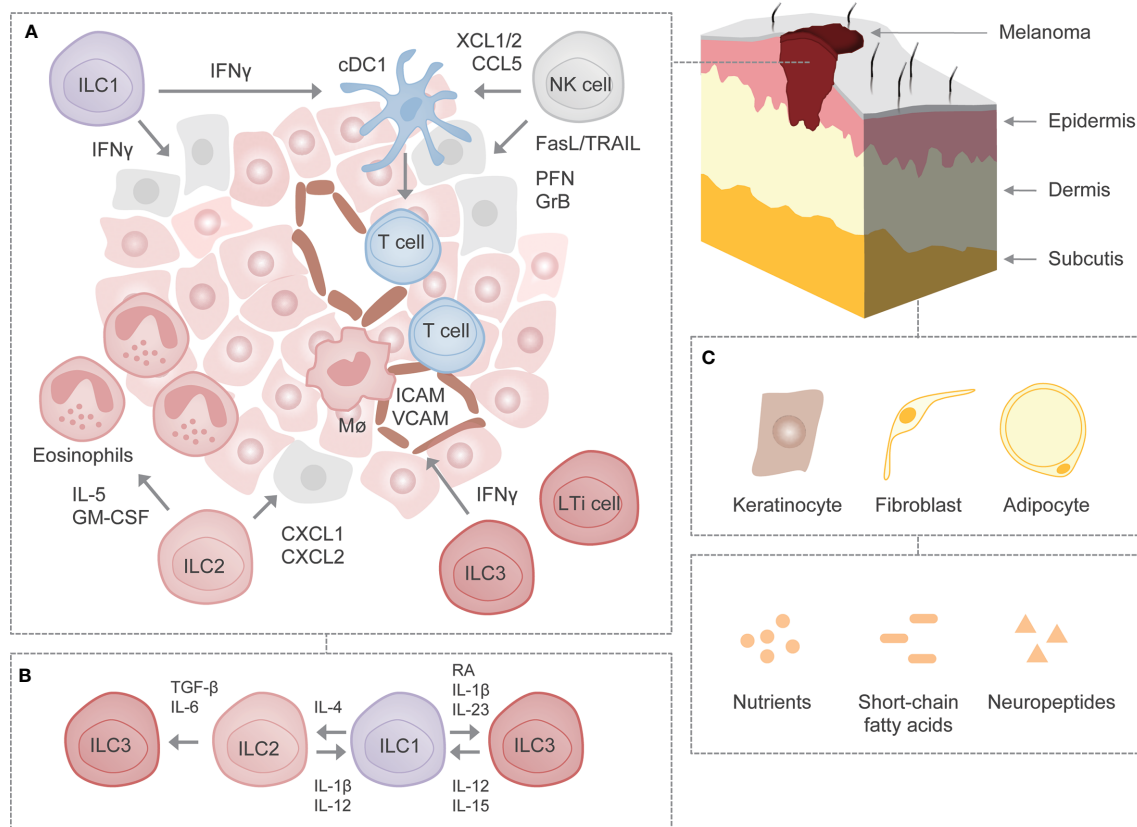 A
ILC1
IFNγ
IFNγ
cDC1
XCL1/2
CCL5
NK cell
FasL/TRAIL
PFN
GrB
T cell
T cell
Mø
ICAM
VCAM
Eosinophils
IL-5
GM-CSF
ILC2
CXCL1
CXCL2
IFNγ
LTi cell
ILC3
Melanoma
Epidermis
Dermis
Subcutis
B
ILC3
TGF-β
IL-6
ILC2
IL-4
IL-1β
IL-12
ILC1
RA
IL-1β
IL-23
IL-12
IL-15
ILC3
C
Keratinocyte
Fibroblast
Adipocyte
Nutrients
Short-chain
fatty acids
Neuropeptides